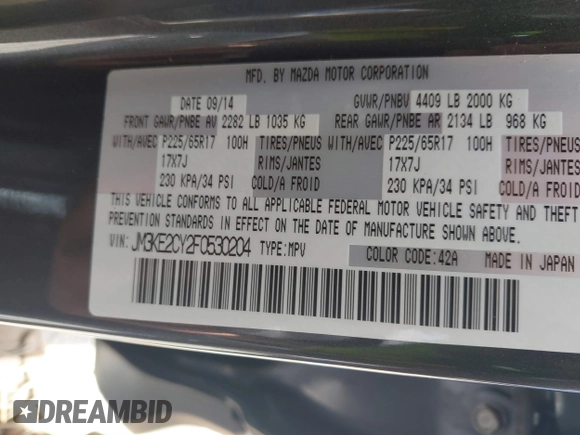 MFD. BY MAZDA MOTOR CORPORATION
DATE 09/14 GVWR/PNBV 4409 LB 2000 KG
FRONT GAWR/PNBE AV 2282 LB 1035 KG REAR GAWR/PNBE AR 2134 LB 968 KG
WITH/AVEC P225/65R17 100H TIRES/PNEUS WITH/AVEC P225/65R17 100H TIRES/PNEUS
17X7J RIMS/JANTES 17X7J RIMS/JANTES
230 KPA/34 PSI COLD/A FROID 230 KPA/34 PSI COLD/A FROID
THIS VEHICLE CONFORMS TO ALL APPLICABLE FEDERAL MOTOR VEHICLE SAFETY AND THEFT
PREVENTION STANDARDS IN EFFECT ON THE DATE OF MANUFACTURE SHOWN ABOVE.
VIN: JM3KE2CY2F0530204 TYPE:MPV COLOR CODE:42A MADE IN JAPAN
DREAMBID